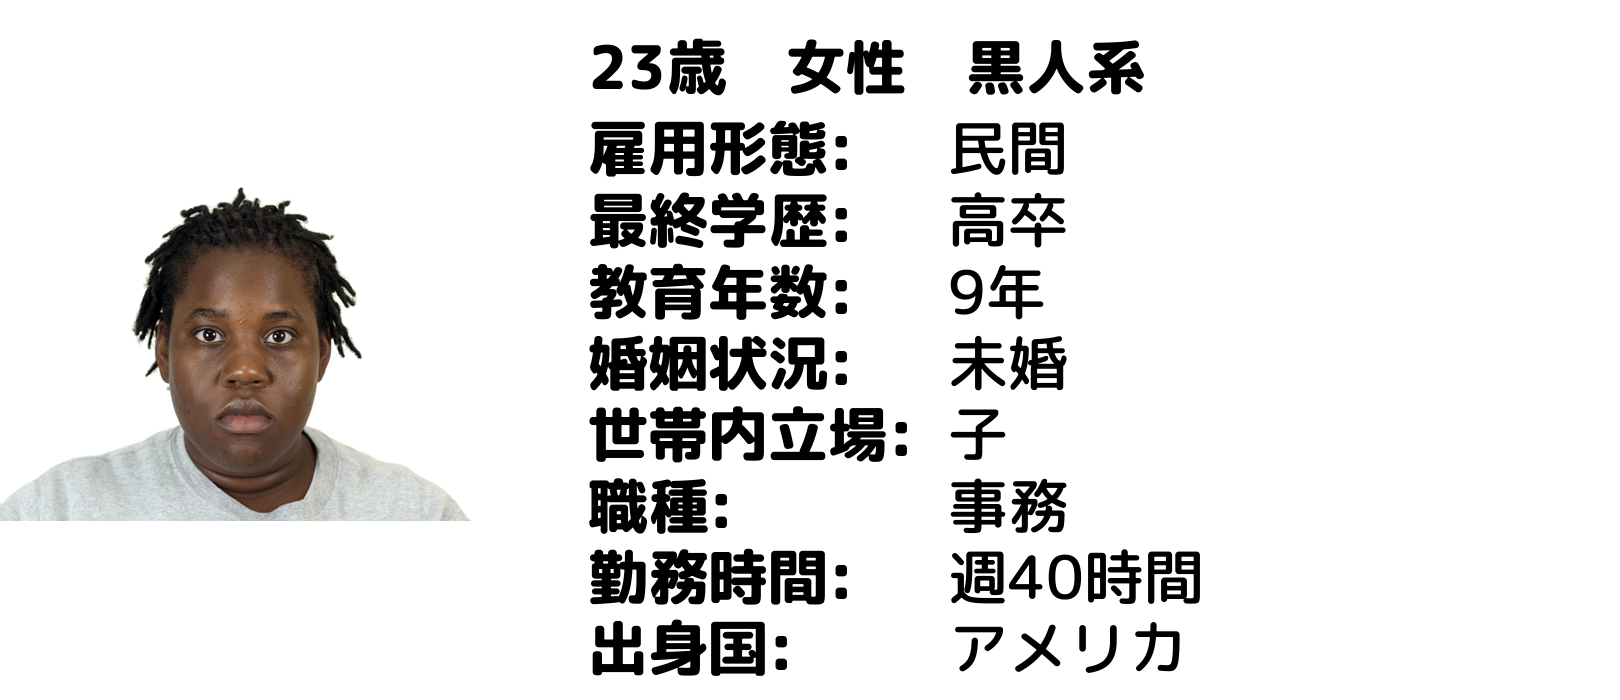 23歳　女性　黒人系
雇用形態:　民間
最終学歴:　高卒
教育年数:　9年
婚姻状況:　未婚
世帯内立場:　子
職種:　事務
勤務時間:　週40時間
出身国:　アメリカ